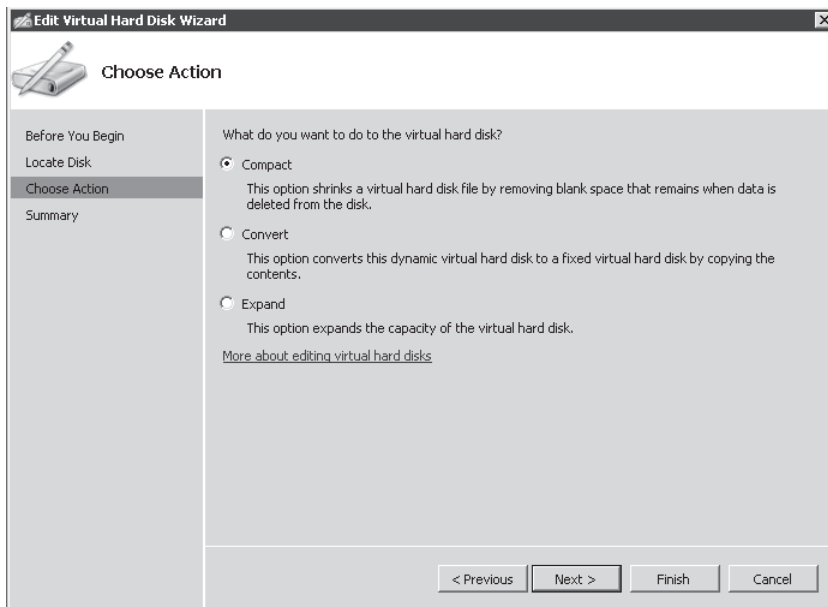 Edit Virtual Hard Disk Wizard
Choose Action
Before You Begin
Locate Disk
Choose Action
Summary
What do you want to do to the virtual hard disk?
Compact
This option shrinks a virtual hard disk file by removing blank space that remains when data is
deleted from the disk.
Convert
This option converts this dynamic virtual hard disk to a fixed virtual hard disk by copying the
contents.
Expand
This option expands the capacity of the virtual hard disk.
More about editing virtual hard disks
< Previous
Next >
Finish
Cancel